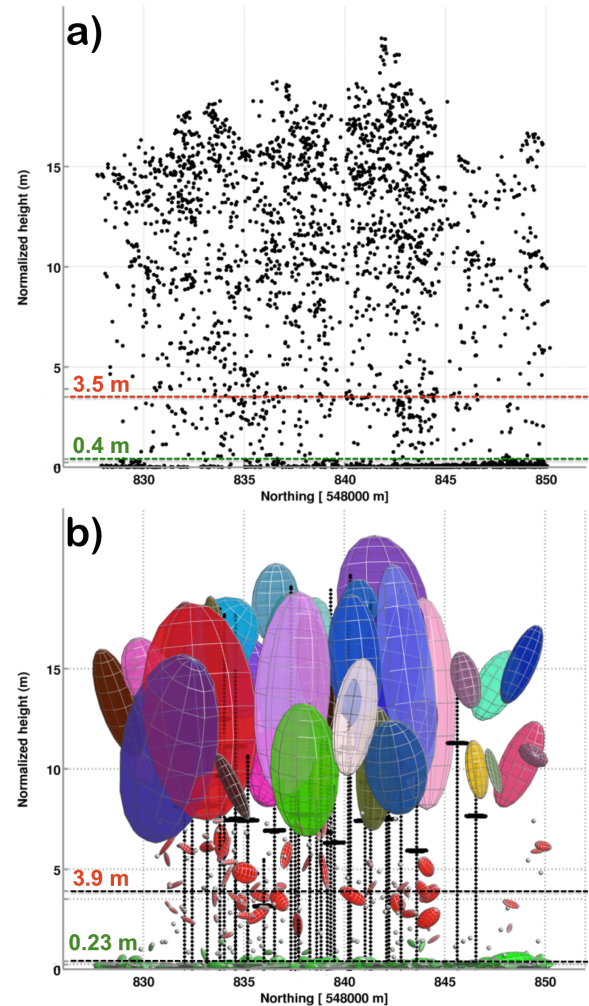 a)
Normalized height (m)
15
10
5
3.5 m
0.4 m
0
830 835 840 845 850
Northing [ 548000 m]
b)
Normalized height (m)
15
10
5
3.9 m
0.23 m
0
830 835 840 845 850
Northing [ 548000 m]